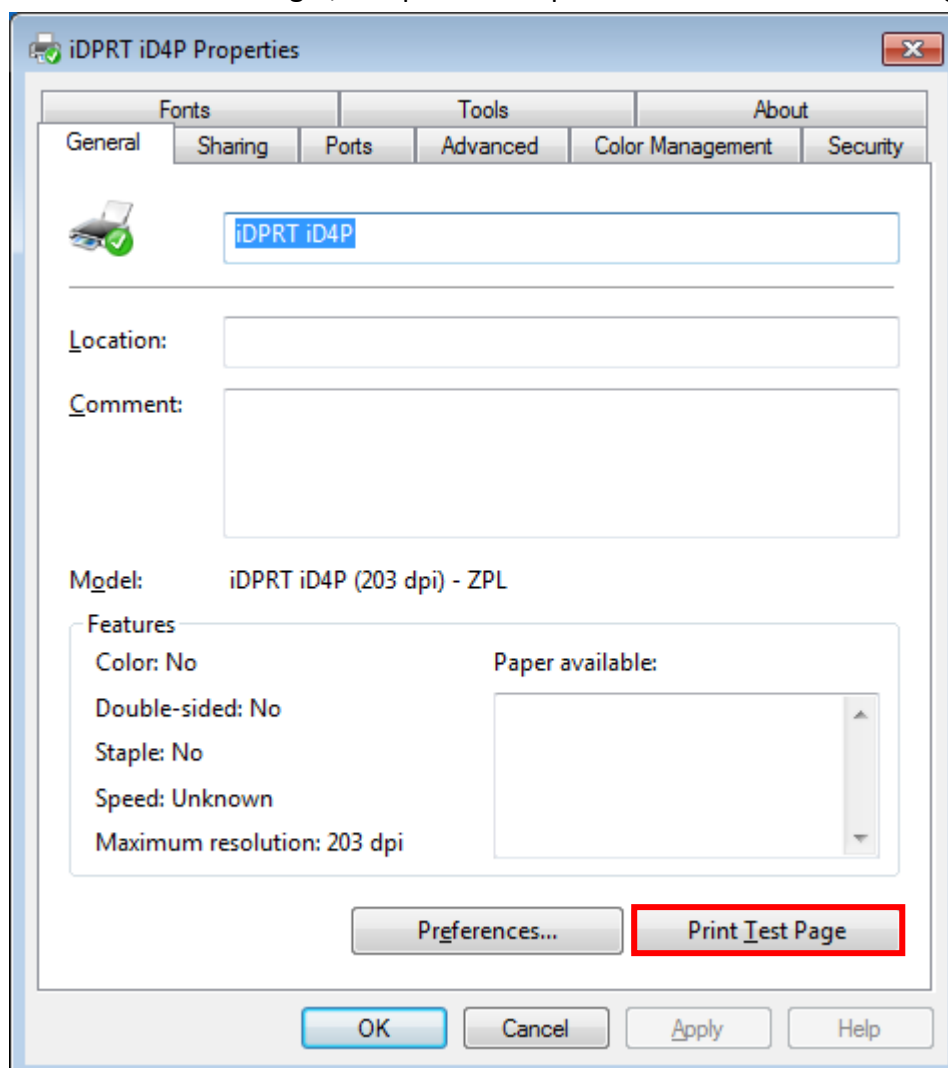 iDPRT iD4P Properties
Fonts Tools About
General Sharing Ports Advanced Color Management Security
iDPRT iD4P
Location:
Comment:
Model: iDPRT iD4P (203 dpi) - ZPL
Features
Color: No Paper available:
Double-sided: No
Staple: No
Speed: Unknown
Maximum resolution: 203 dpi
Preferences... Print Test Page
OK Cancel Apply Help